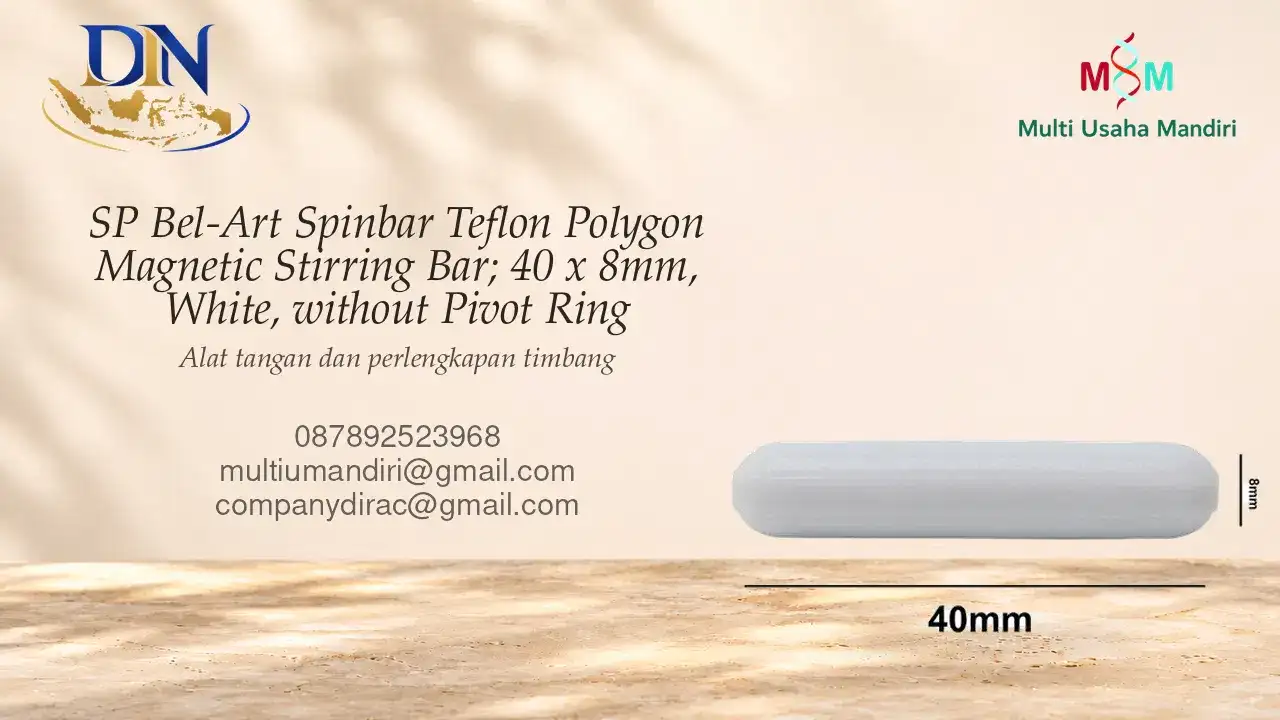 DIN
M M
Multi Usaha Mandiri
SP Bel-Art Spinbar Teflon Polygon
Magnetic Stirring Bar; 40 x 8mm,
White, without Pivot Ring
Alat tangan dan perlengkapan timbang
087892523968
multiumandiri@gmail.com
companydirac@gmail.com
8mm
40mm